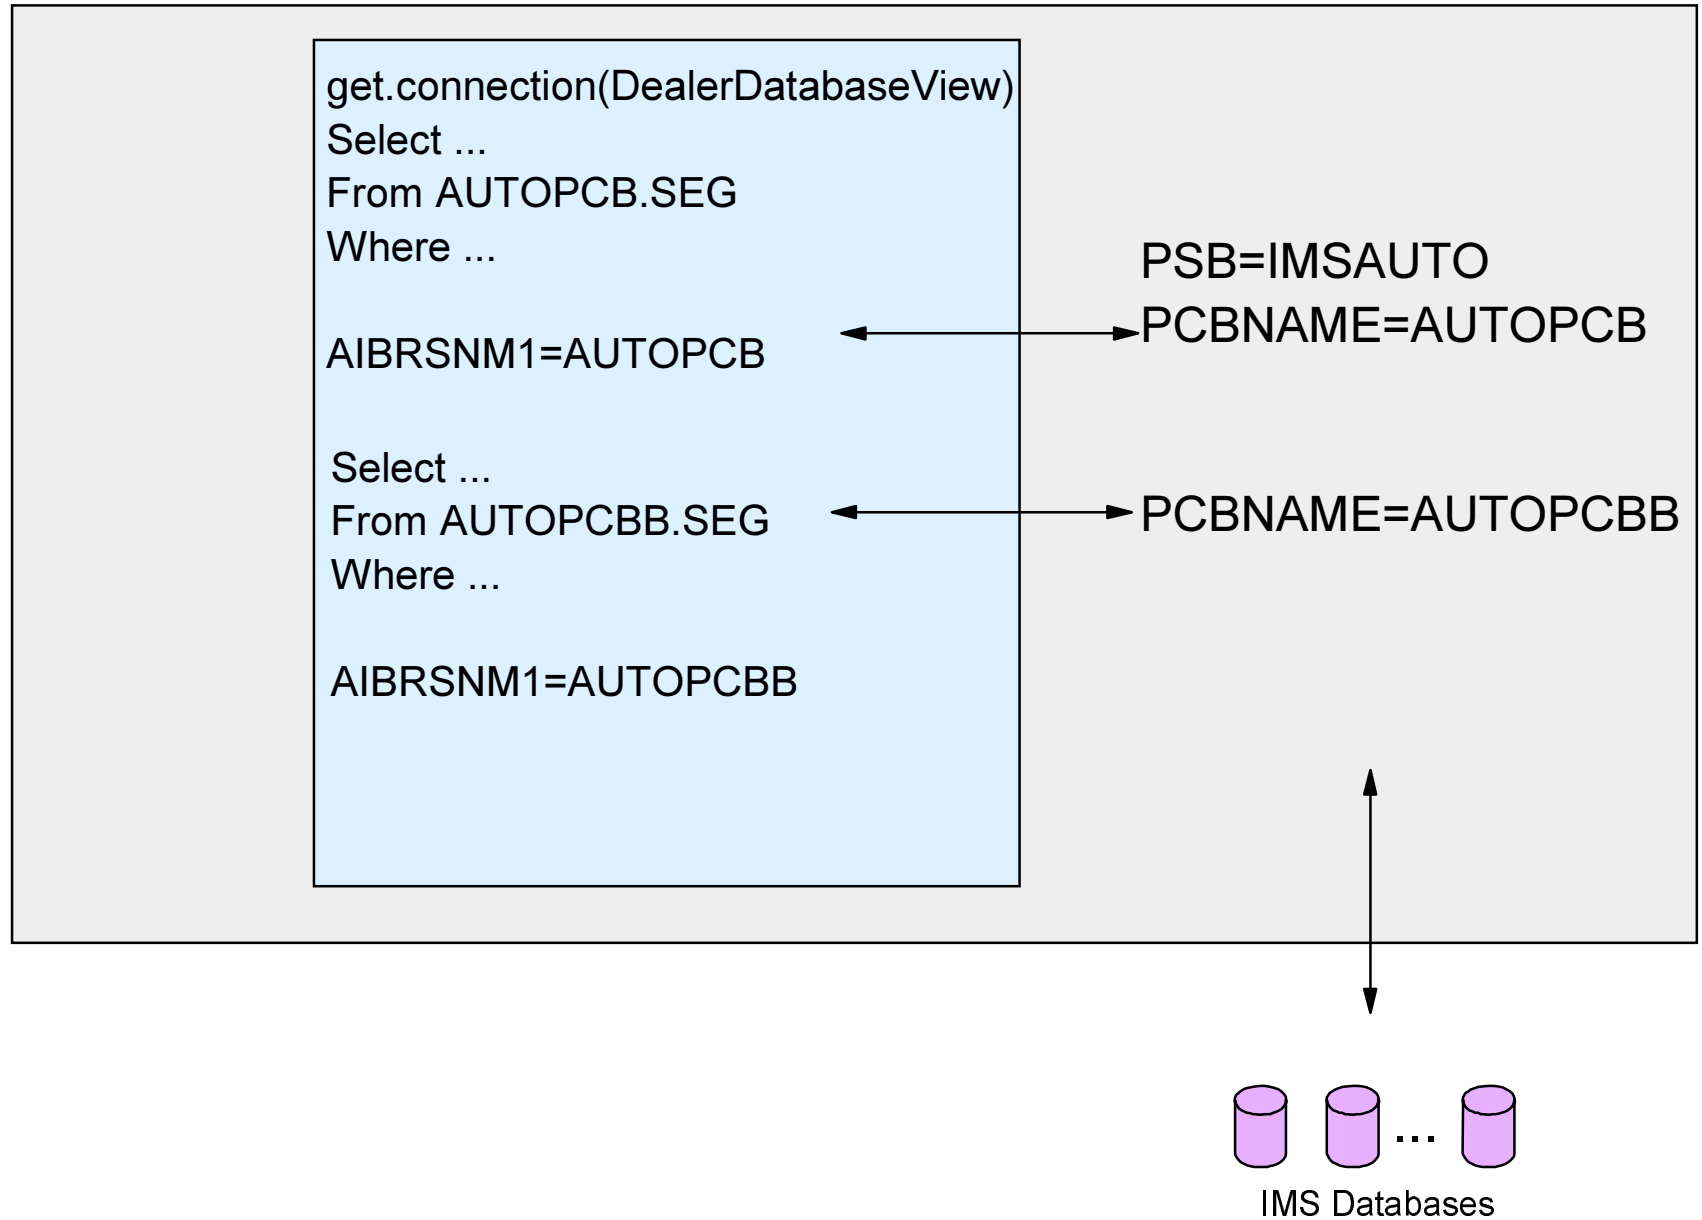 get.connection(DealerDatabaseView)
Select ...
From AUTOPCB.SEG
Where ...
AIBRSNM1=AUTOPCB
Select ...
From AUTOPCBB.SEG
Where ...
AIBRSNM1=AUTOPCBB
PSB=IMSAUTO
PCBNAME=AUTOPCB
PCBNAME=AUTOPCBB
...
IMS Databases